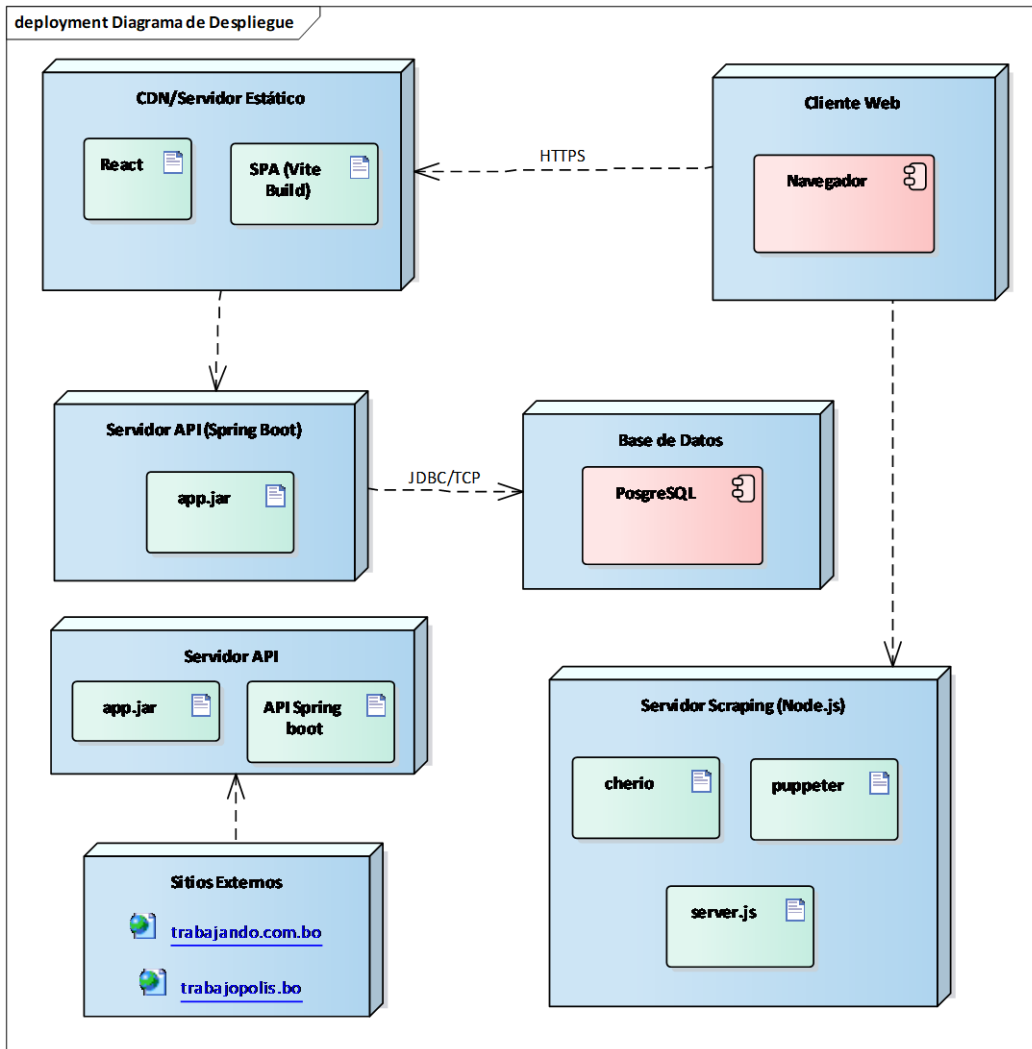 deployment Diagrama de Despliegue
CDN/Servidor Estático
React
SPA (Vite
Build)
HTTPS
Cliente Web
Navegador
Servidor API (Spring Boot)
app.jar
JDBC/TCP
Base de Datos
PosgreSQL
Servidor API
app.jar
API Spring
boot
Sitios Externos
trabajando.com.bo
trabajopolis.bo
Servidor Scraping (Node.js)
cherio
puppeter
server.js